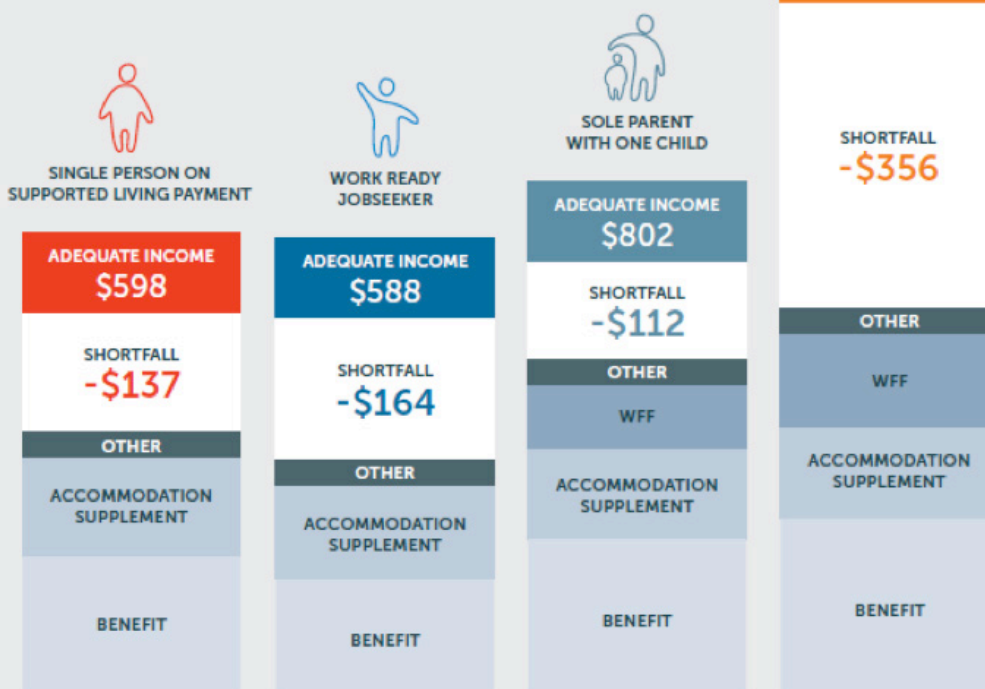 SINGLE PERSON ON
SUPPORTED LIVING PAYMENT
ADEQUATE INCOME
$598
SHORTFALL
-$137
OTHER
ACCOMMODATION
SUPPLEMENT
BENEFIT
WORK READY
JOBSEEKER
ADEQUATE INCOME
$588
SHORTFALL
-$164
OTHER
ACCOMMODATION
SUPPLEMENT
BENEFIT
SOLE PARENT
WITH ONE CHILD
ADEQUATE INCOME
$802
SHORTFALL
-$112
OTHER
WFF
ACCOMMODATION
SUPPLEMENT
BENEFIT
SHORTFALL
-$356
OTHER
WFF
ACCOMMODATION
SUPPLEMENT
BENEFIT